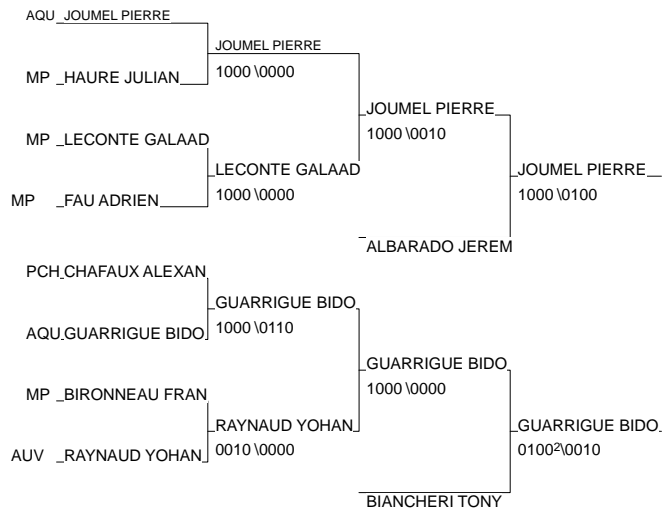 AQU JOUMEL PIERRE
JOUMEL PIERRE
1000 \0000
MP HAURE JULIAN
JOUMEL PIERRE
1000 \0010
MP LECONTE GALAAD
LECONTE GALAAD
1000 \0000
JOUMEL PIERRE
1000 \0100
MP FAU ADRIEN
ALBARADO JEREM
PCH CHAFAUX ALEXAN
GUARRIGUE BIDO
1000 \0110
AQU GUARRIGUE BIDO
GUARRIGUE BIDO
1000 \0000
MP BIRONNEAU FRAN
RAYNAUD YOHAN
0010 \0000
GUARRIGUE BIDO
0100²\0010
AUV RAYNAUD YOHAN
BIANCHERI TONY